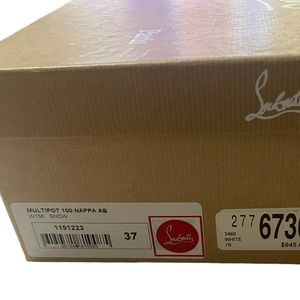 Louboutin
MULTIPOT 100 NAPPA AB
W156 SNOW
1191223
37
Louboutin
277
6736
3460
WHITE
7B
$945.